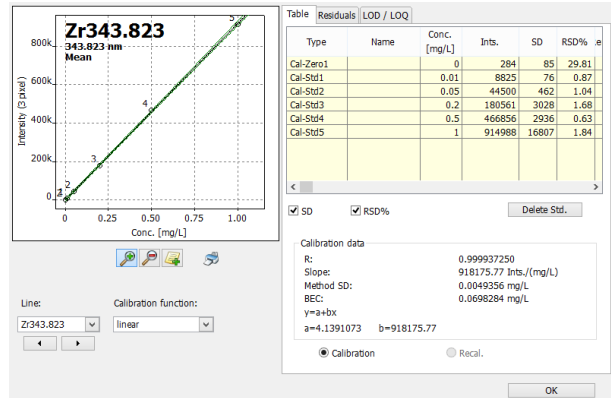 Zr343.823
343.823 nm
Mean
800k
600k
400k
200k
0
Intensity (3 pixel)
5
4
3
2
0 0.25 0.50 0.75 1.00
Conc. [mg/L]
Line: Calibration function:
Zr343.823 linear
Table Residuals LOD / LOQ
Type Name Conc. [mg/L] Ints. SD RSD%
Cal-Zero1 0 284 85 29.81
Cal-Std1 0.01 8825 76 0.87
Cal-Std2 0.05 44500 462 1.04
Cal-Std3 0.2 180561 3028 1.68
Cal-Std4 0.5 466856 2936 0.63
Cal-Std5 1 914988 16807 1.84
SD RSD% Delete Std.
Calibration data
R: 0.999937250
Slope: 918175.77 Ints./(mg/L)
Method SD: 0.0049356 mg/L
BEC: 0.0698284 mg/L
y=a+bx
a=4.1391073 b=918175.77
Calibration Recal.
OK